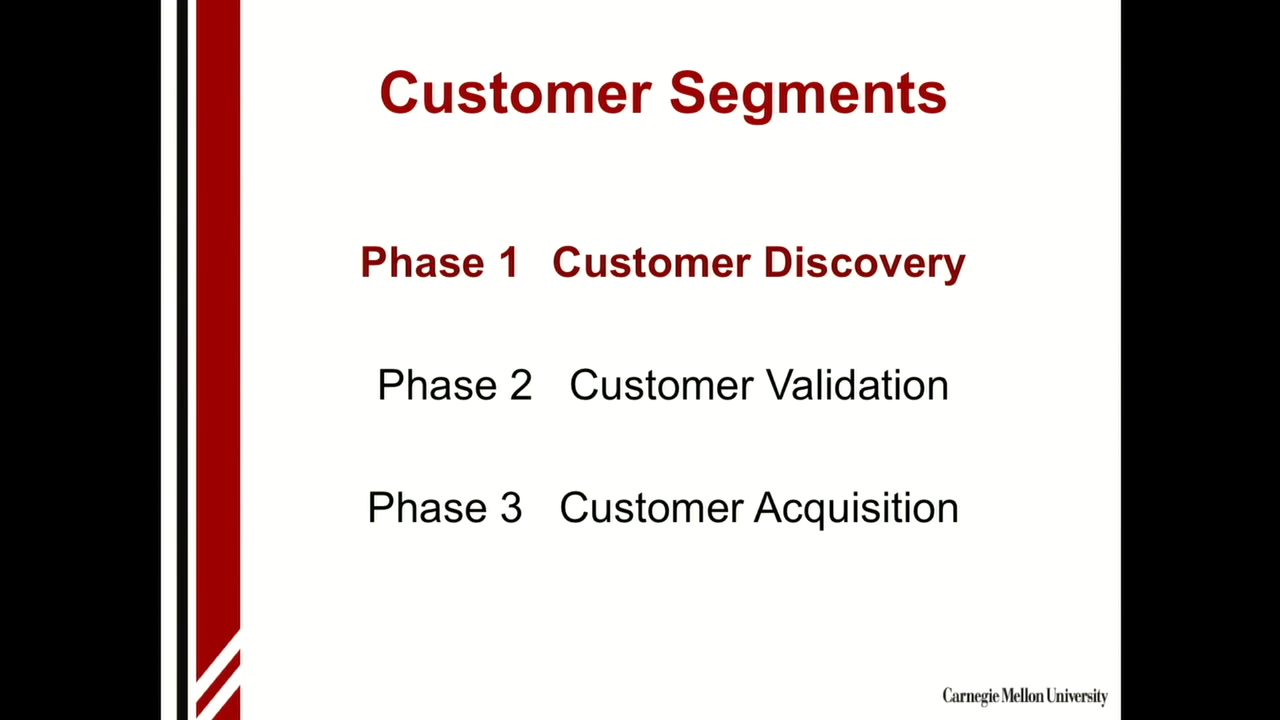 Customer Segments
Phase 1 Customer Discovery
Phase 2 Customer Validation
Phase 3 Customer Acquisition
Carnegie Mellon University